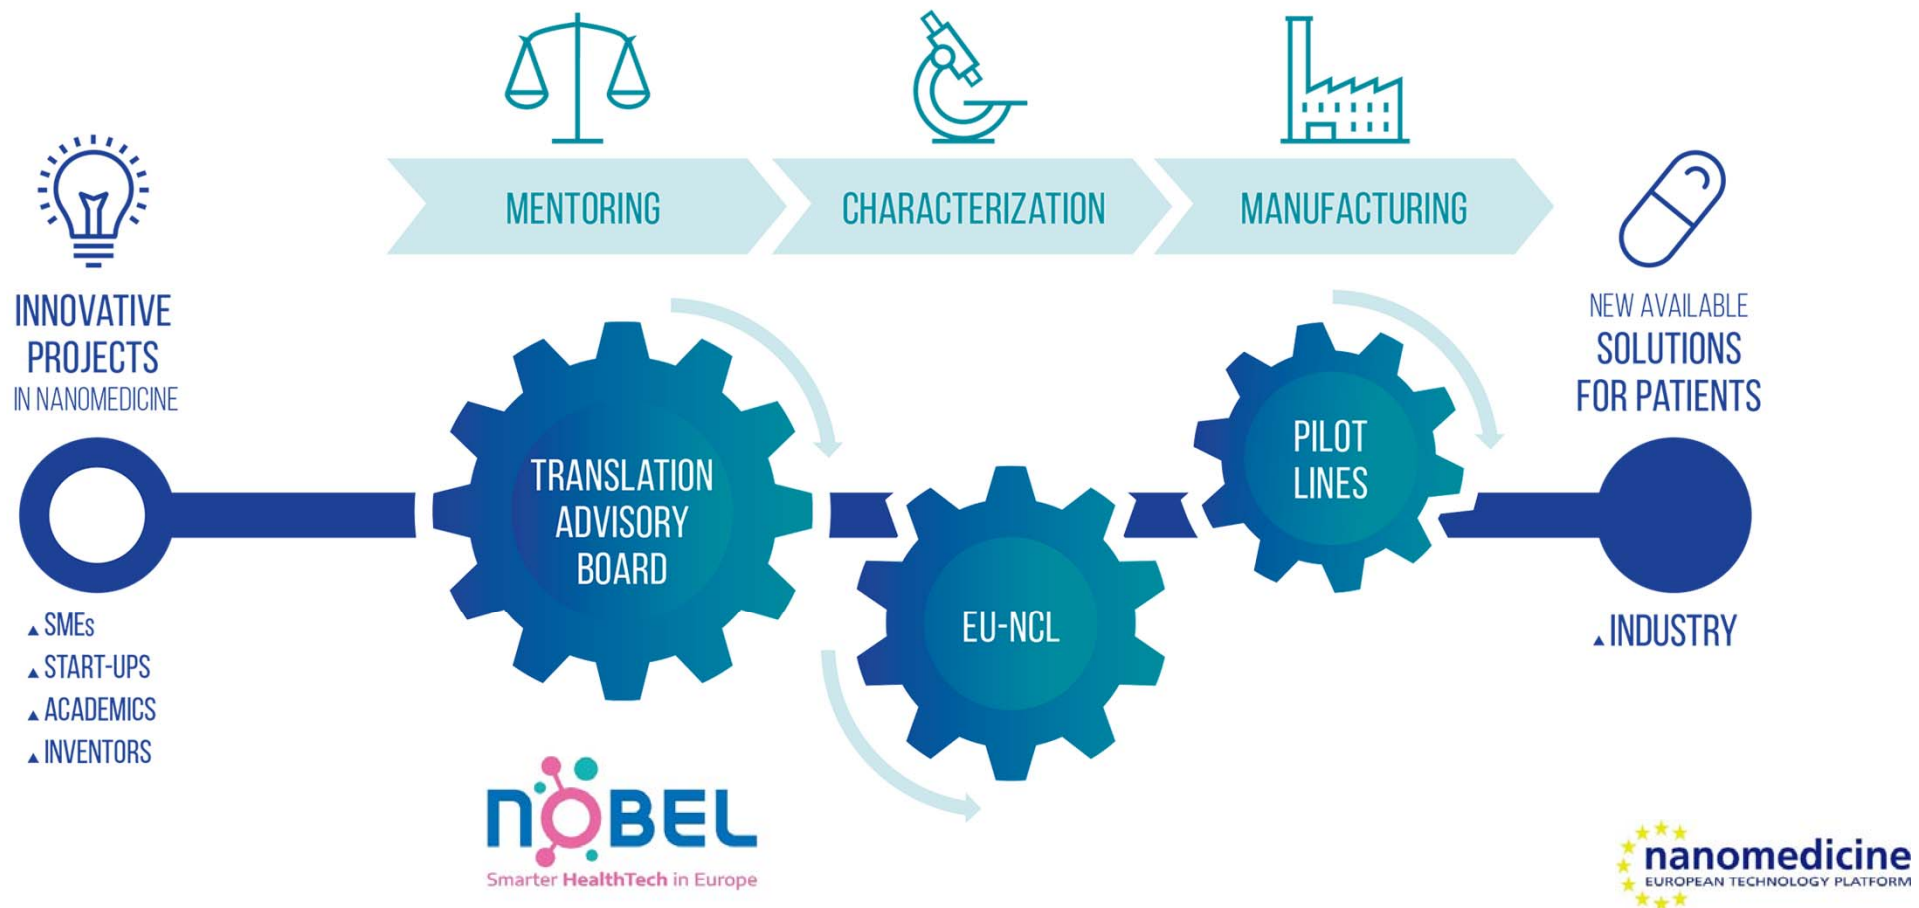 MENTORING
CHARACTERIZATION
MANUFACTURING
INNOVATIVE
PROJECTS
IN NANOMEDICINE
NEW AVAILABLE
SOLUTIONS
FOR PATIENTS
TRANSLATION
ADVISORY
BOARD
EU-NCL
PILOT
LINES
▲ SMEs
▲ START-UPS
▲ ACADEMICS
▲ INVENTORS
▲ INDUSTRY
nOBEL
Smarter HealthTech in Europe
nanomedicine
EUROPEAN TECHNOLOGY PLATFORM